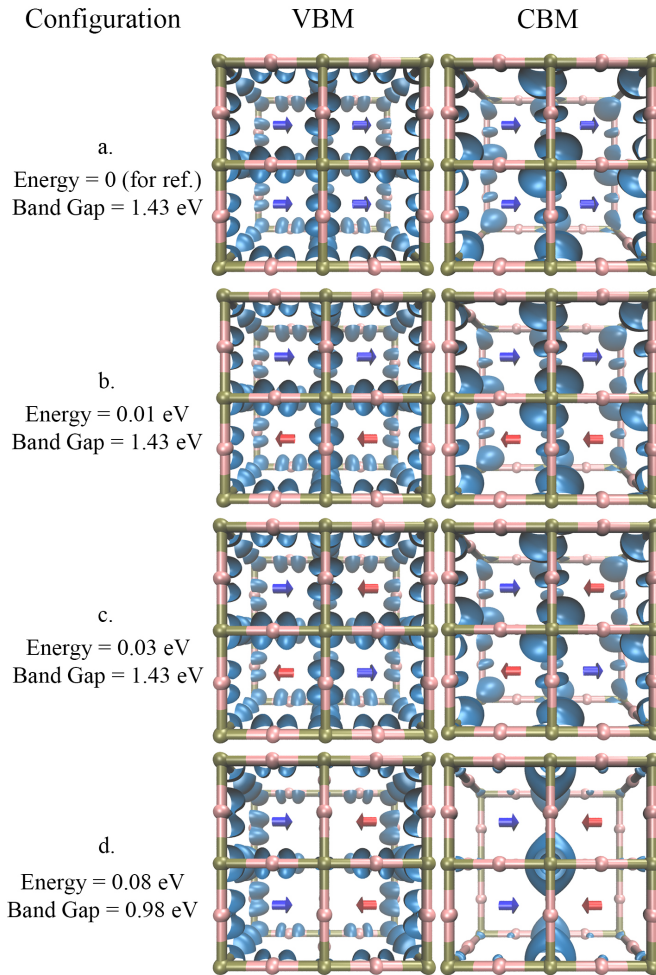 Configuration VBM CBM
a.
Energy = 0 (for ref.)
Band Gap = 1.43 eV
b.
Energy = 0.01 eV
Band Gap = 1.43 eV
c.
Energy = 0.03 eV
Band Gap = 1.43 eV
d.
Energy = 0.08 eV
Band Gap = 0.98 eV